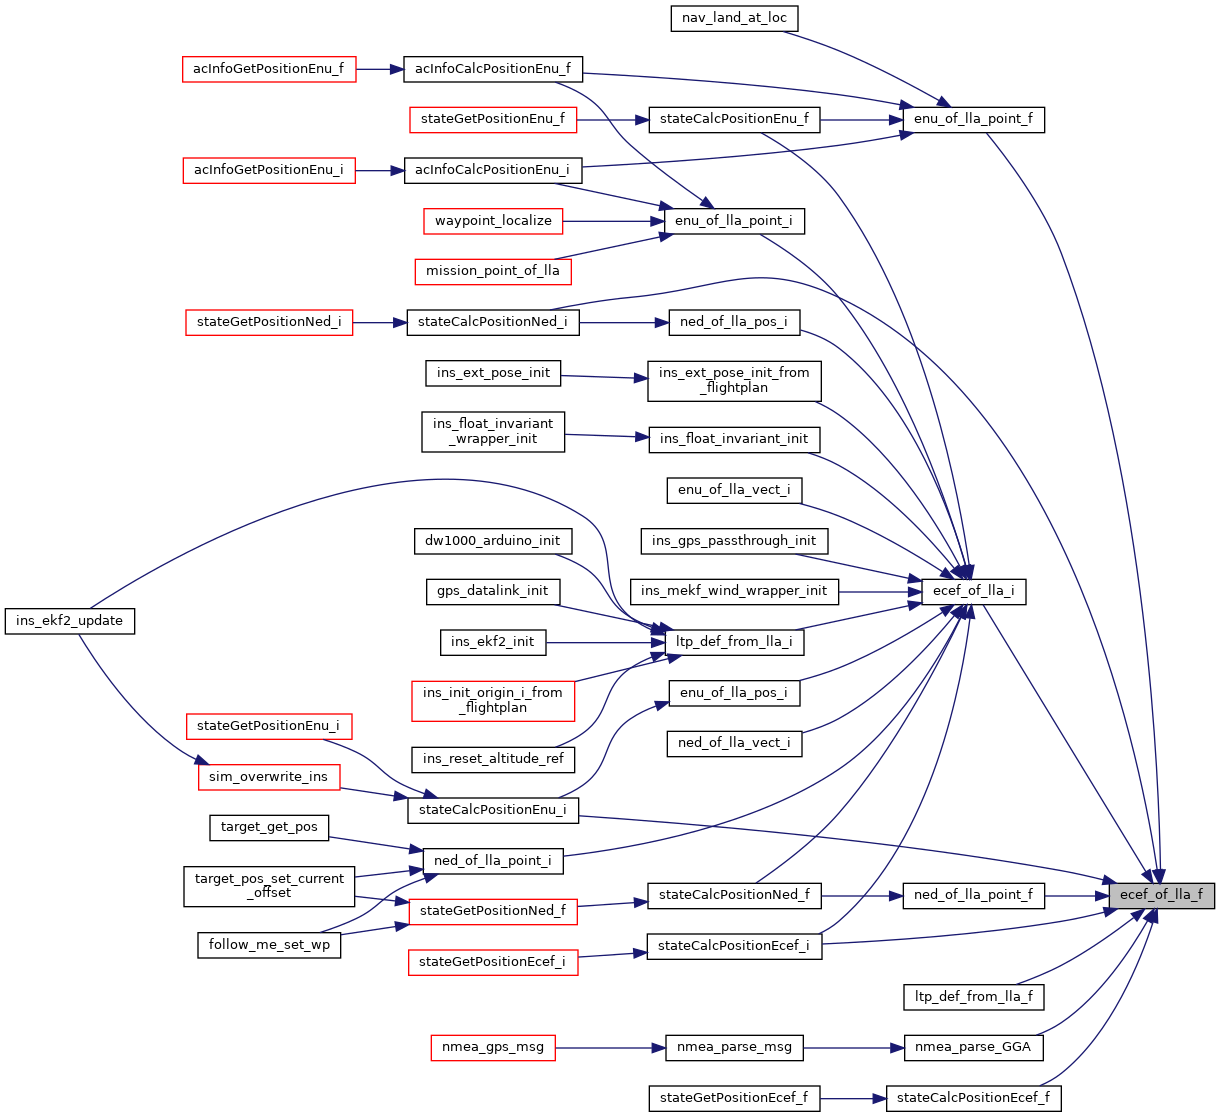 nav_land_at_loc
acInfoGetPositionEnu_f
acInfoCalcPositionEnu_f
stateGetPositionEnu_f
stateCalcPositionEnu_f
enu_of_lla_point_f
acInfoGetPositionEnu_i
acInfoCalcPositionEnu_i
waypoint_localize
enu_of_lla_point_i
mission_point_of_lla
stateGetPositionNed_i
stateCalcPositionNed_i
ned_of_lla_pos_i
ins_ext_pose_init
ins_ext_pose_init_from
_flightplan
ins_float_invariant
_wrapper_init
ins_float_invariant_init
enu_of_lla_vect_i
dw1000_arduino_init
ins_gps_passthrough_init
gps_datalink_init
ins_mekf_wind_wrapper_init
ecef_of_lla_i
ins_ekf2_update
ins_ekf2_init
ltp_def_from_lla_i
ins_init_origin_i_from
_flightplan
enu_of_lla_pos_i
stateGetPositionEnu_i
ned_of_lla_vect_i
ins_reset_altitude_ref
sim_overwrite_ins
stateCalcPositionEnu_i
target_get_pos
ned_of_lla_point_i
target_pos_set_current
_offset
stateGetPositionNed_f
stateCalcPositionNed_f
ned_of_lla_point_f
ecef_of_lla_f
follow_me_set_wp
stateGetPositionEcef_i
stateCalcPositionEcef_i
ltp_def_from_lla_f
nmea_gps_msg
nmea_parse_msg
nmea_parse_GGA
stateGetPositionEcef_f
stateCalcPositionEcef_f